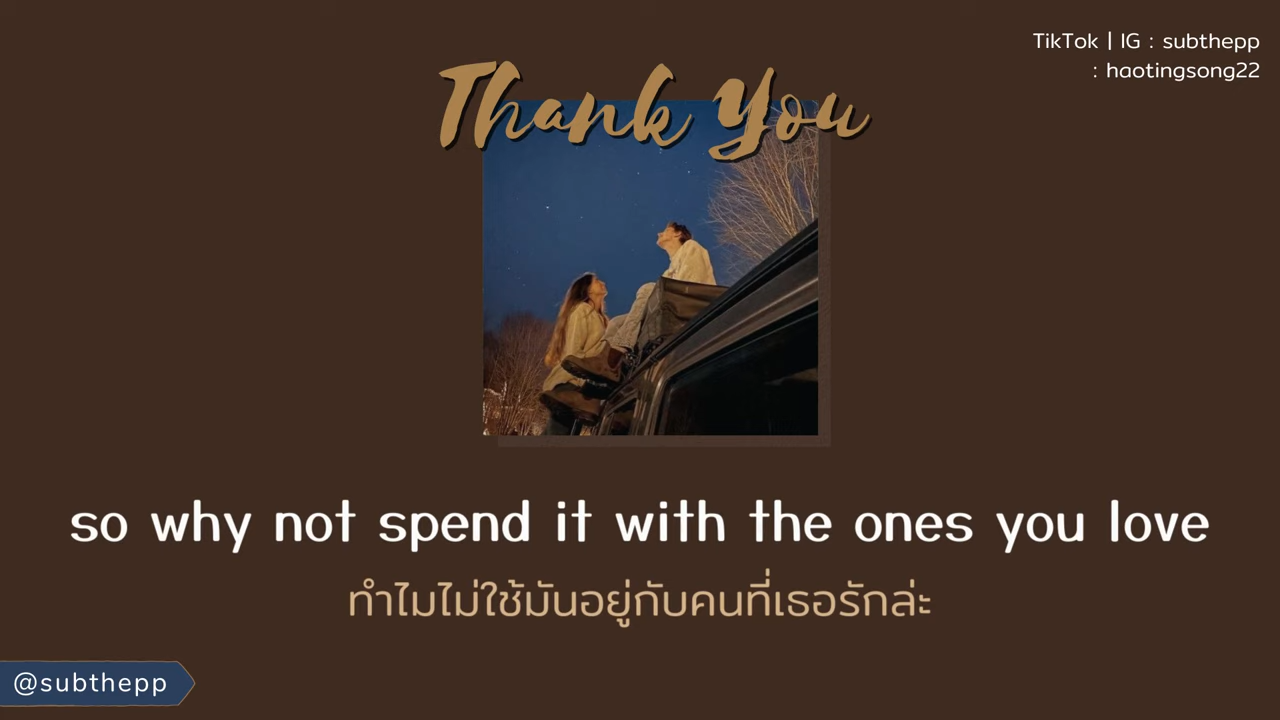 TikTok | IG : subthepp
: haotingsong22
Thank You
so why not spend it with the ones you love
ทำไมไม่ใช้มันอยู่กับคนที่เธอรักล่ะ
@subthepp